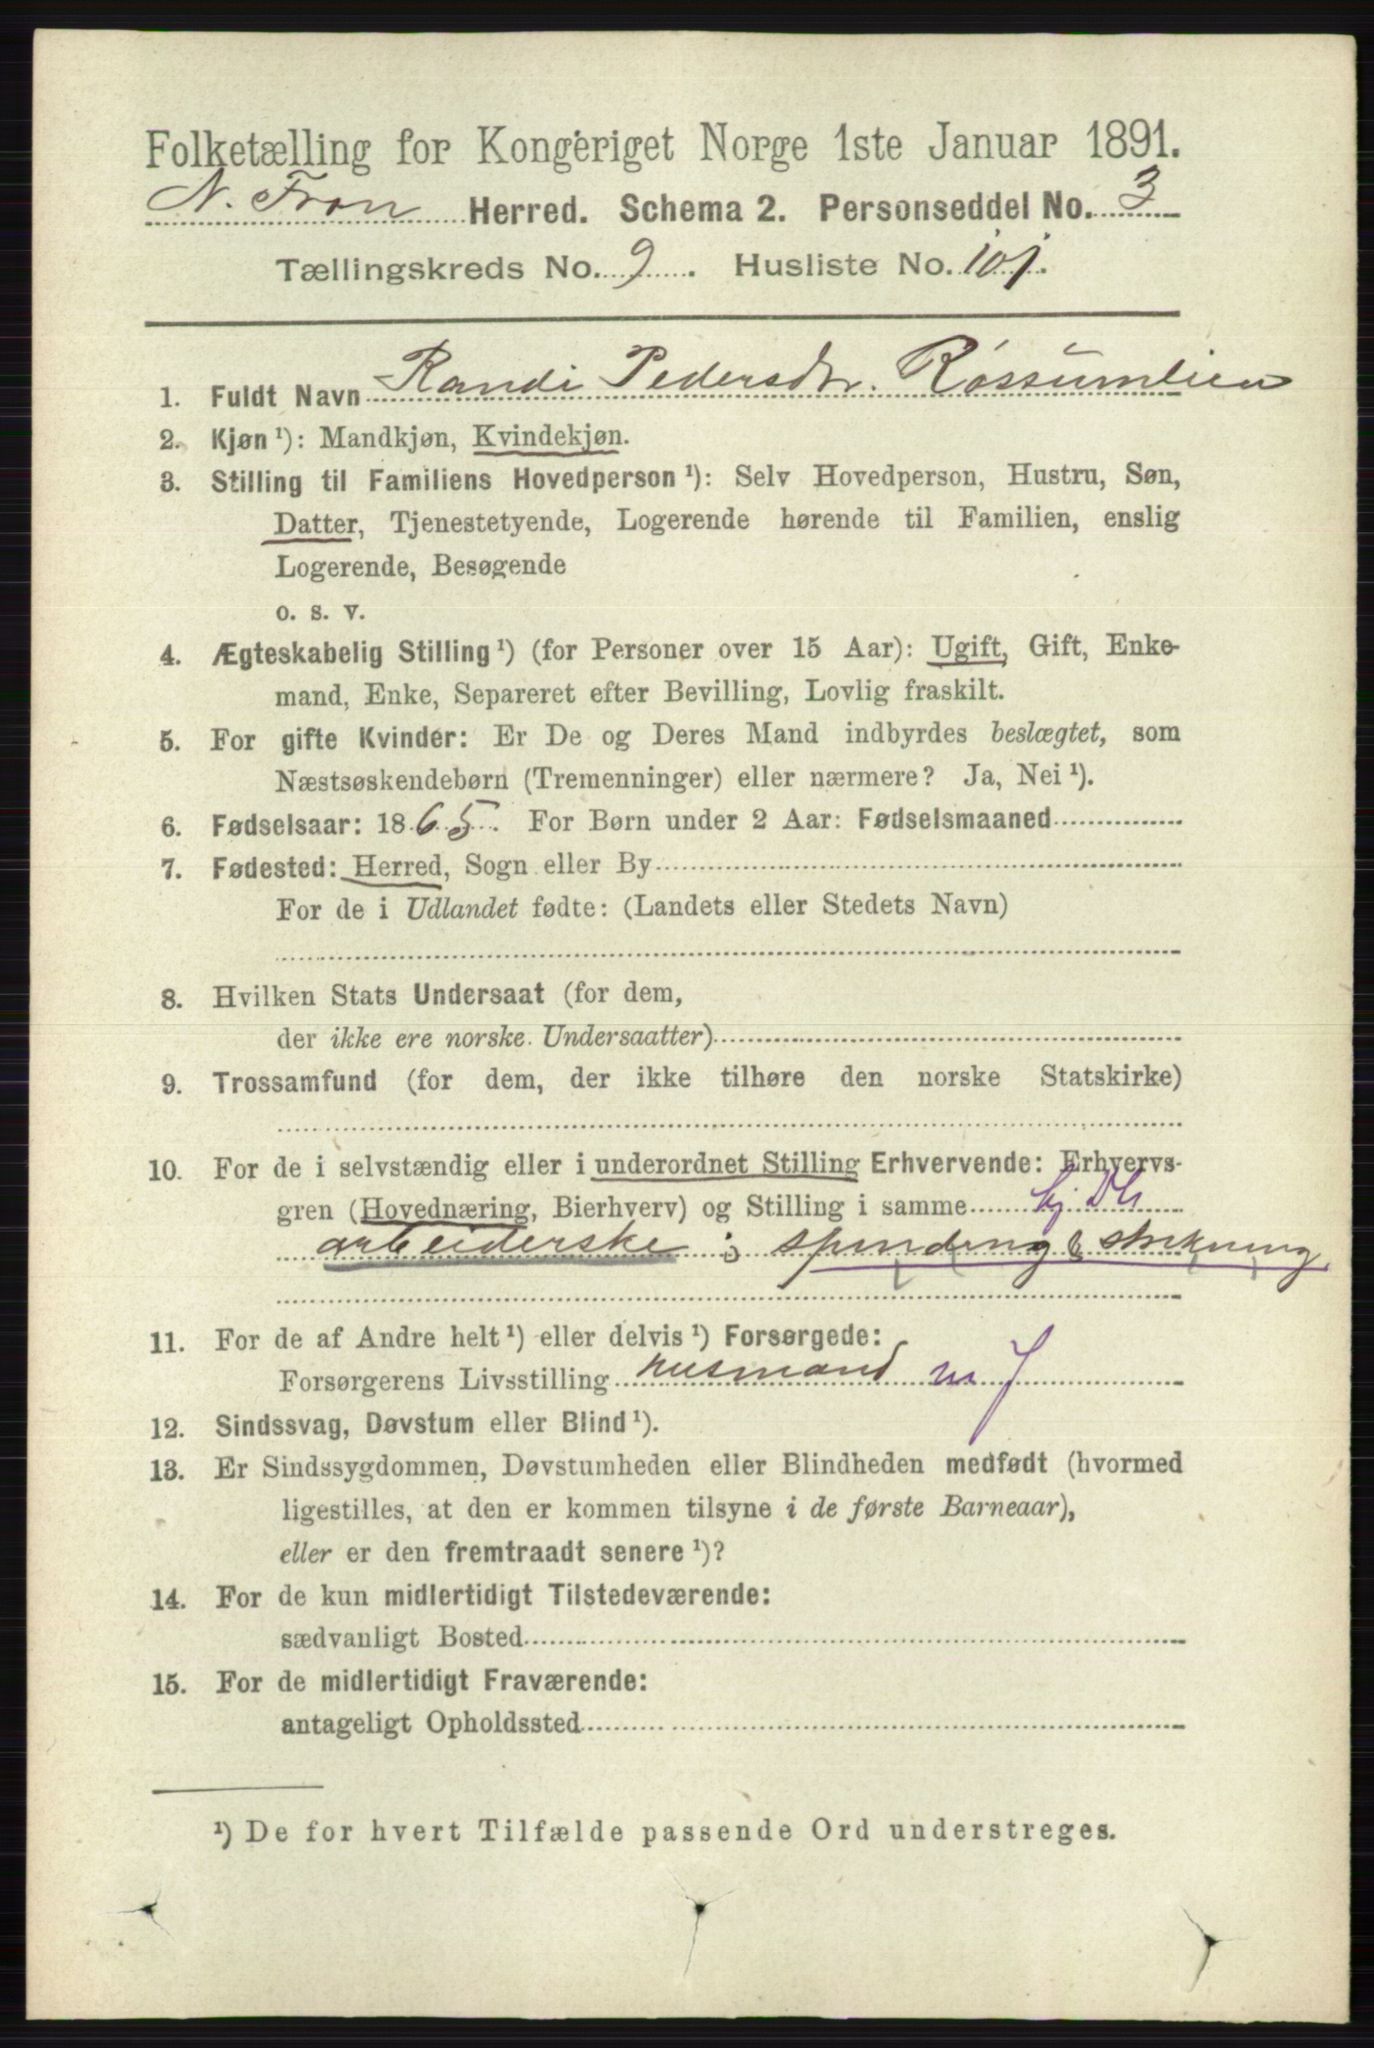 Folketælling for Kongeriget Norge 1ste Januar 1891.
N. Fron Herred. Schema 2. Personseddel No. 3
Tællingskreds No. 9. Husliste No. 101.
1. Fuldt Navn Randi Pedersdtr. Røssumlien
2. Kjøn ¹): Mandkjøn, Kvindekjøn.
3. Stilling til Familiens Hovedperson ¹): Selv Hovedperson, Hustru, Søn,
Datter, Tjenestetyende, Logerende hørende til Familien, enslig
Logerende, Besøgende
o. s. v.
4. Ægteskabelig Stilling ¹) (for Personer over 15 Aar): Ugift, Gift, Enke-
mand, Enke, Separeret efter Bevilling, Lovlig fraskilt.
5. For gifte Kvinder: Er De og Deres Mand indbyrdes beslægtet, som
Næstsøskendebørn (Tremenninger) eller nærmere? Ja, Nei ¹).
6. Fødselsaar: 1865. For Børn under 2 Aar: Fødselsmaaned
7. Fødested: Herred, Sogn eller By
For de i Udlandet fødte: (Landets eller Stedets Navn)
8. Hvilken Stats Undersaat (for dem,
der ikke ere norske Undersaatter)
9. Trossamfund (for dem, der ikke tilhøre den norske Statskirke)
10. For de i selvstændig eller i underordnet Stilling Erhvervende: Erhvervs-
gren (Hovednæring, Bierhverv) og Stilling i samme
arbeiderske i spinding & strikning
11. For de af Andre helt ¹) eller delvis ¹) Forsørgede:
Forsørgerens Livsstilling husmand m J
12. Sindssvag, Døvstum eller Blind ¹).
13. Er Sindssygdommen, Døvstumheden eller Blindheden medfødt (hvormed
ligestilles, at den er kommen tilsyne i de første Barneaar),
eller er den fremtraadt senere ¹)?
14. For de kun midlertidigt Tilstedeværende:
sædvanligt Bosted
15. For de midlertidigt Fraværende:
antageligt Opholdssted
¹) De for hvert Tilfælde passende Ord understreges.